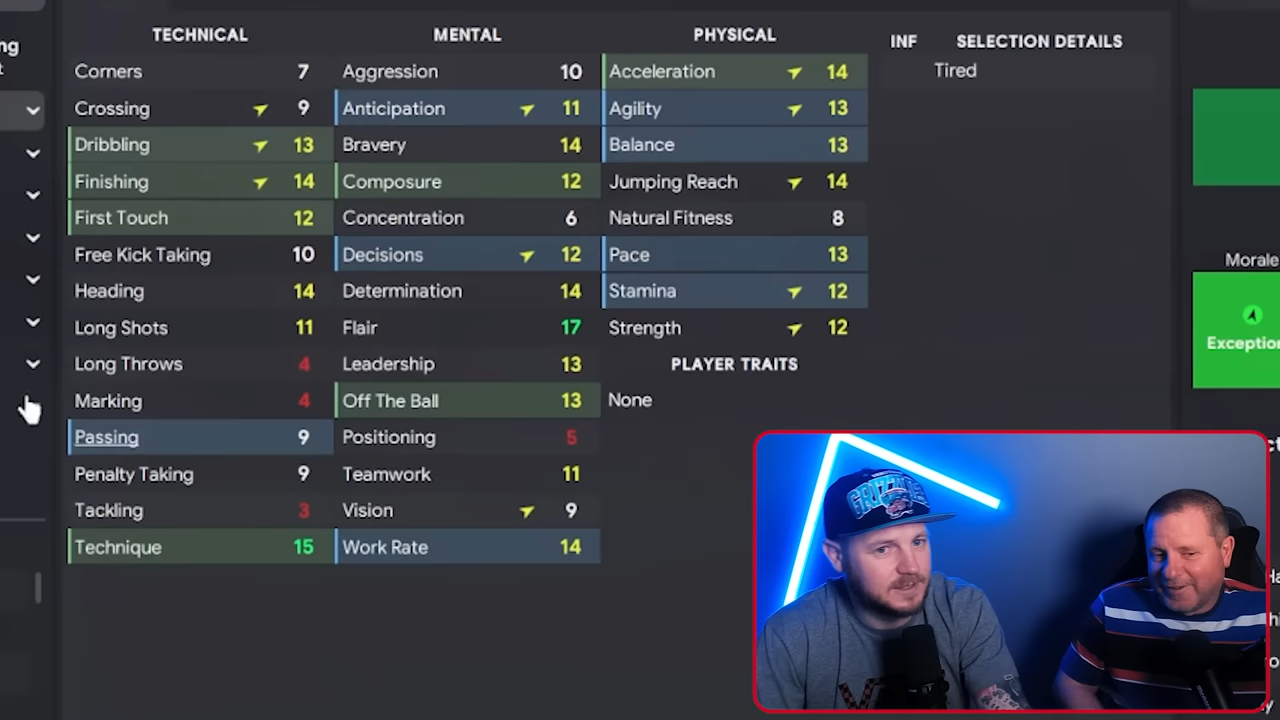 ng
t
TECHNICAL
Corners 7
Crossing 9
Dribbling 13
Finishing 14
First Touch 12
Free Kick Taking 10
Heading 14
Long Shots 11
Long Throws 4
Marking 4
Passing 9
Penalty Taking 9
Tackling 3
Technique 15
MENTAL
Aggression 10
Anticipation 11
Bravery 14
Composure 12
Concentration 6
Decisions 12
Determination 14
Flair 17
Leadership 13
Off The Ball 13
Positioning 5
Teamwork 11
Vision 9
Work Rate 14
PHYSICAL
Acceleration 14
Agility 13
Balance 13
Jumping Reach 14
Natural Fitness 8
Pace 13
Stamina 12
Strength 12
PLAYER TRAITS
None
INF SELECTION DETAILS
Tired
Morale
Exception
GRIZZLIES